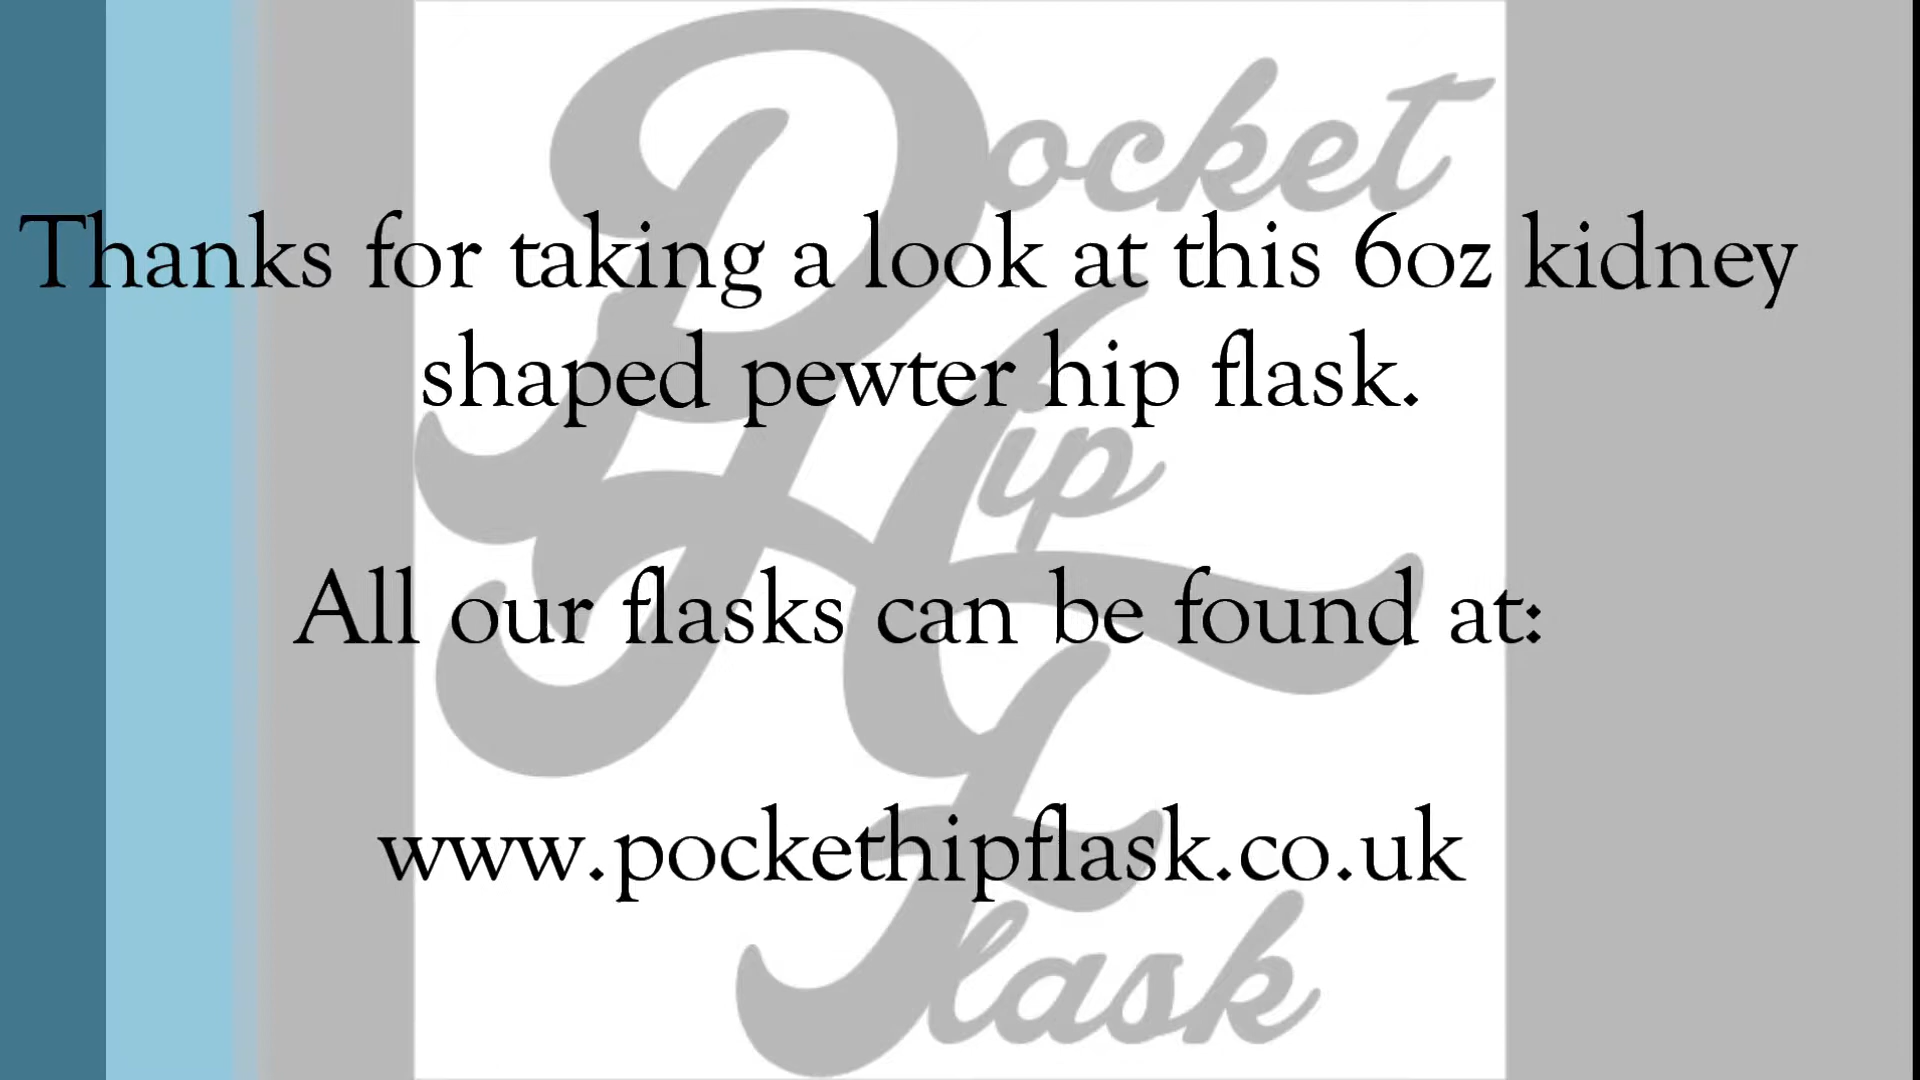 Pocket
Thanks for taking a look at this 6oz kidney
shaped pewter hip flask.
Hip
All our flasks can be found at:
www.pockethipflask.co.uk
Flask